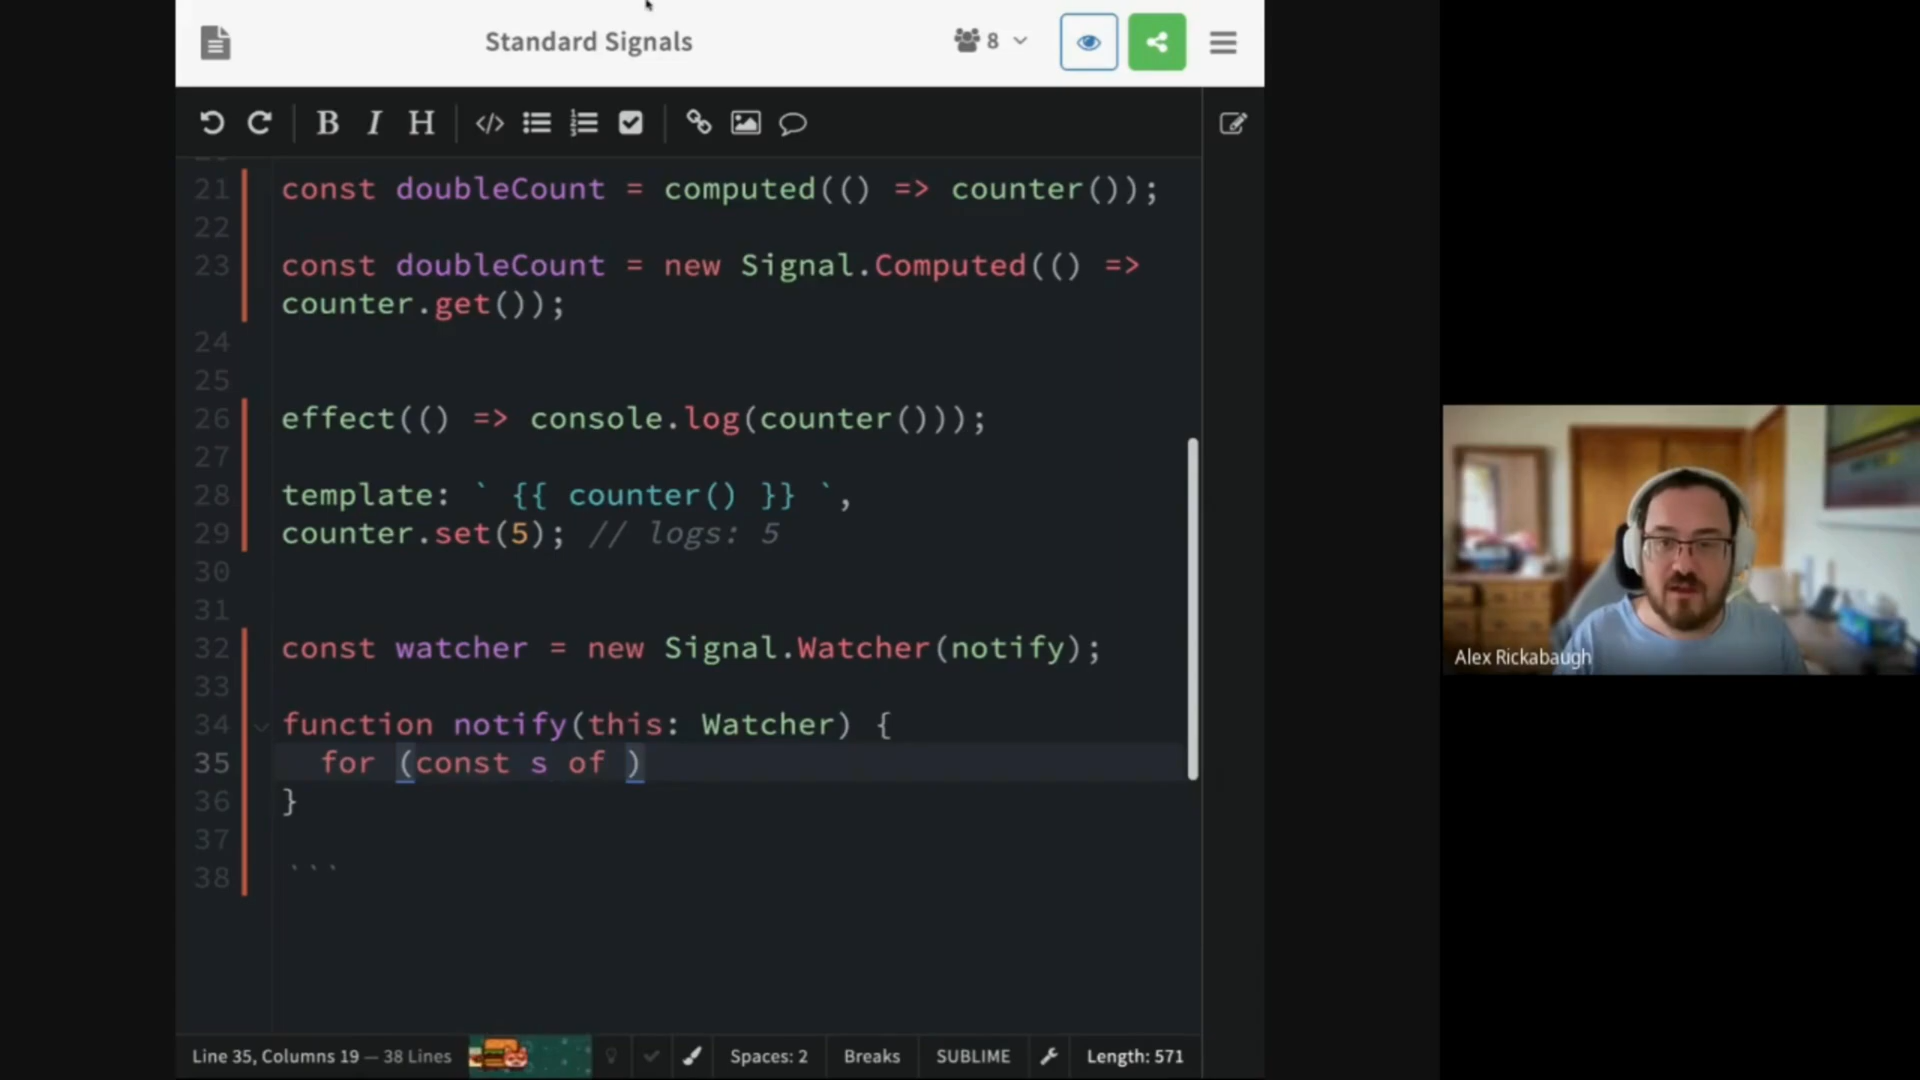 Standard Signals
8
B I H </>
21 const doubleCount = computed(() => counter());
22
23 const doubleCount = new Signal.Computed(() =>
counter.get());
24
25
26 effect(() => console.log(counter()));
27
28 template: ` {{ counter() }} `,
29 counter.set(5); // logs: 5
30
31
32 const watcher = new Signal.Watcher(notify);
33
34 function notify(this: Watcher) {
35 for (const s of )
36 }
37
38 ```
Alex Rickabaugh
Line 35, Columns 19 — 38 Lines
Spaces: 2
Breaks
SUBLIME
Length: 571